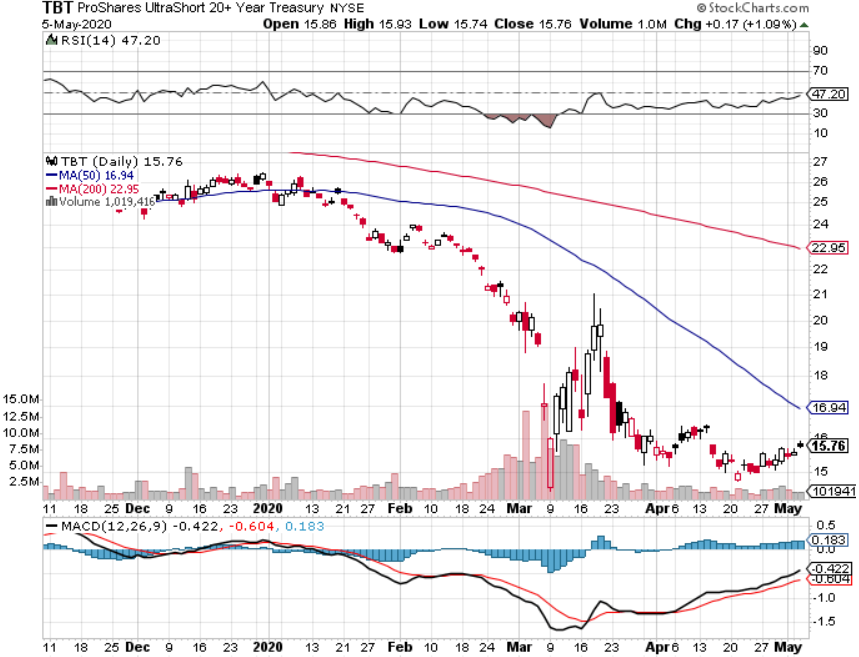 TBT ProShares UltraShort 20+ Year Treasury NYSE © StockCharts.com
5-May-2020 Open 15.86 High 15.93 Low 15.74 Close 15.76 Volume 1.0M Chg +0.17 (+1.09%)
RSI(14) 47.20
90
70
47.20
30
10
TBT (Daily) 15.76
MA(50) 16.94
MA(200) 22.95
Volume 1,019,416
27
26
25
24
22.95
22
21
20
19
18
16.94
16
15.76
15
101941
15.0M
12.5M
10.0M
7.5M
5.0M
2.5M
11 18 25 Dec 9 16 23 2020 13 21 27 Feb 10 18 24 Mar 9 16 23 Apr 6 13 20 27 May
MACD(12,26,9) -0.422, -0.604, 0.183
0.5
0.183
0.0
-0.422
-0.604
-1.0
-1.5
11 18 25 Dec 9 16 23 2020 13 21 27 Feb 10 18 24 Mar 9 16 23 Apr 6 13 20 27 May